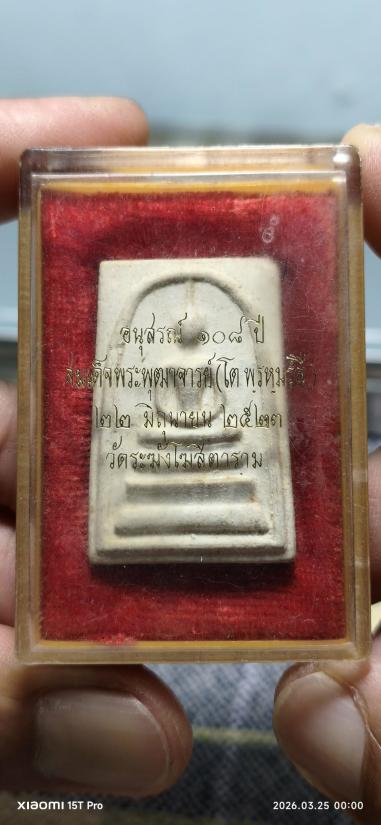 อนุสรณ์ ๑๐๘ ปี
สมเด็จพระพุฒาจารย์(โต พรหมรํสี)
๒๒ มิถุนายน ๒๕๒๓
วัดระฆังโฆสิตาราม
XIAOMI 15T Pro
2026.03.25 00:00